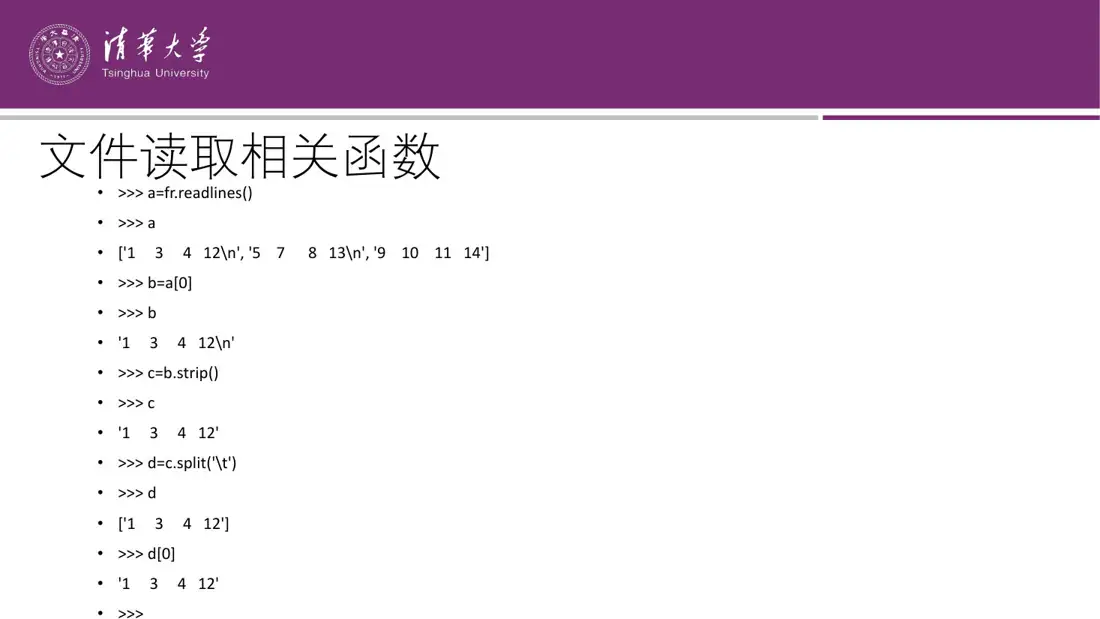 清华大学
Tsinghua University
文件读取相关函数
• >>> a=fr.readlines()
• >>> a
• ['1    3    4   12\n', '5    7     8   13\n', '9    10    11   14']
• >>> b=a[0]
• >>> b
• '1    3    4   12\n'
• >>> c=b.strip()
• >>> c
• '1    3    4   12'
• >>> d=c.split('\t')
• >>> d
• ['1    3    4   12']
• >>> d[0]
• '1    3    4   12'
• >>>